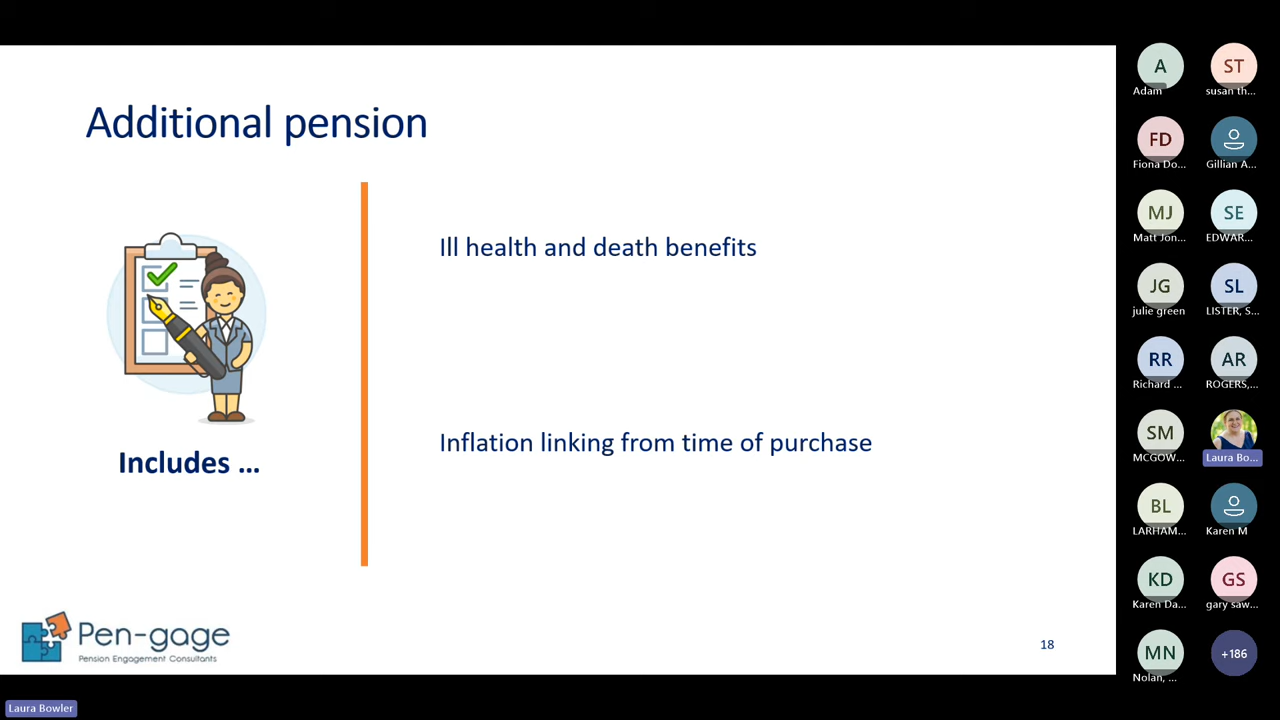 Additional pension
Ill health and death benefits
Includes ...
Inflation linking from time of purchase
Pen-gage
Pension Engagement Consultants
18
Laura Bowler
A
Adam
ST
susan th...
FD
Fiona Do...
Gillian A...
MJ
Matt Jon...
SE
EDWAR...
JG
julie green
SL
LISTER, S...
RR
Richard ...
AR
ROGERS,...
SM
MCGOW...
Laura Bo...
BL
LARHAM...
Karen M
KD
Karen Da...
GS
gary saw...
MN
Nolan, ...
+186